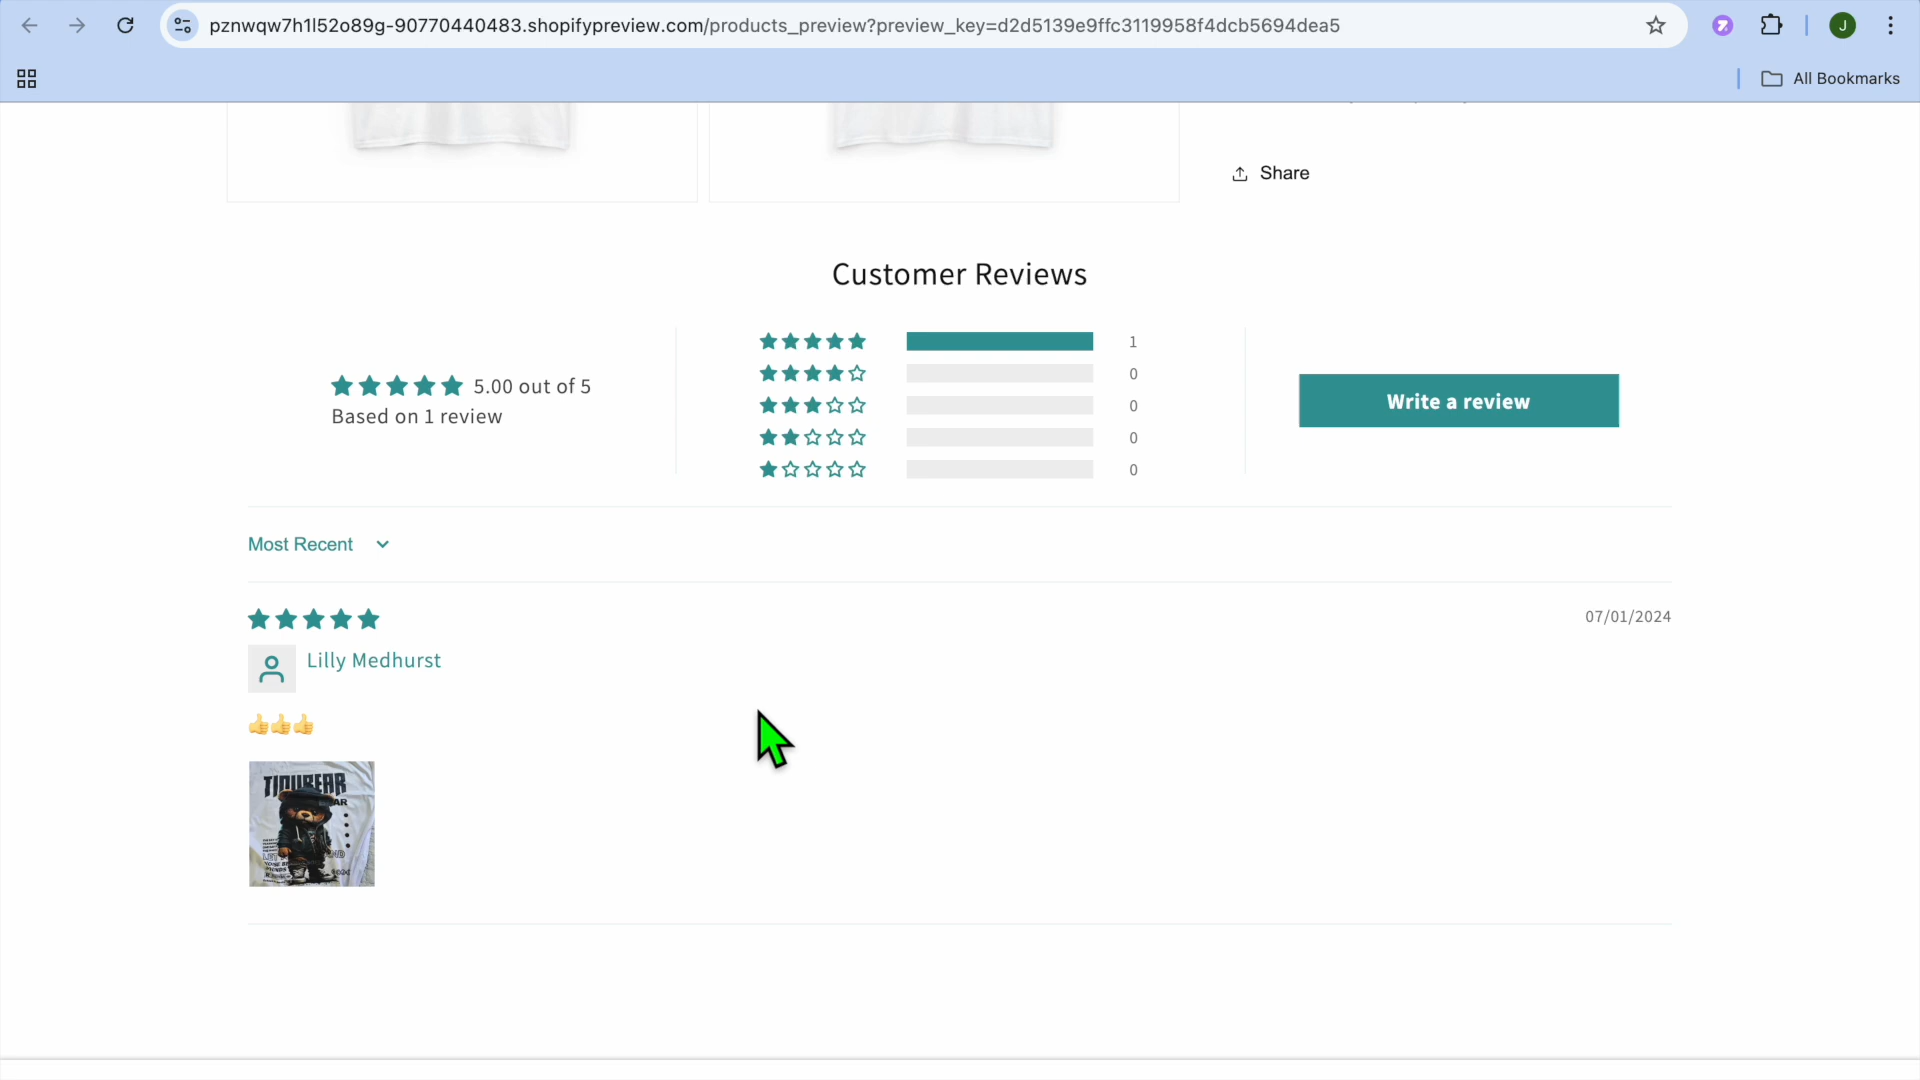 pznwqw7h1l52o89g-90770440483.shopifypreview.com/products_preview?preview_key=d2d5139e9ffc3119958f4dcb5694dea5
J
All Bookmarks
Share
Customer Reviews
5.00 out of 5
Based on 1 review
1
0
0
0
0
Write a review
Most Recent
07/01/2024
Lilly Medhurst
👍👍👍